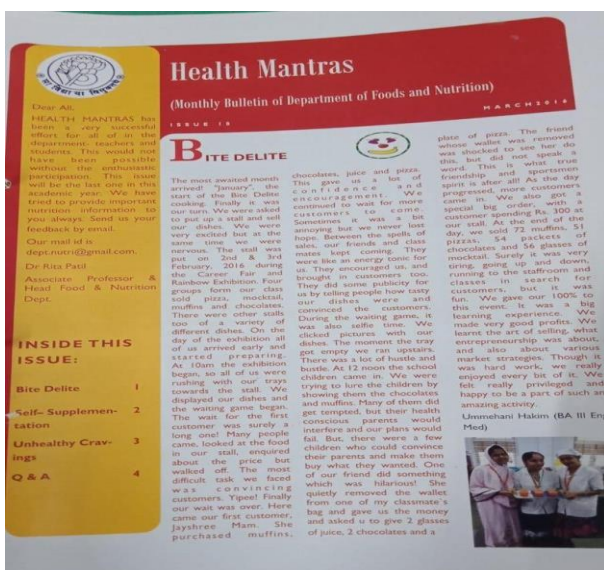 Health Mantras
(Monthly Bulletin of Department of Foods and Nutrition)
ISSUE 18
MARCH2016
Dear All,
HEALTH MANTRAS has
been a very successful
efforts for all of in the
department- teachers and
students. This would not
have been possible
without the enthusiastic
participation. This issue
will be the last one in this
academic year. We have
tried to provide important
nutrition information to
you always. Send us your
feedback by email.
Our mail id is
dept.nutri@gmail.com.
Dr Rita Patil
Associate Professor &
Head Food & Nutrition
Dept.
INSIDE THIS
ISSUE:
Bite Delite 1
Self- Supplemen- 2
tation
Unhealthy Crav- 3
ings
Q & A 4
BITE DELITE
The most awaited month
arrived! "January", the
start of the Bite Delite
cooking. Finally it was
our turn. We were asked
to put up a stall and sell
our dishes. We were
very excited but at the
same time we were
nervous. The stall was
put on 2nd & 3rd
February, 2016 during
the Career Fair and
Rainbow Exhibition. Four
groups form our class
sold pizza, mocktail,
muffins and chocolates.
There were other stalls
too of a variety of
different dishes. On the
day of the exhibition all
of us arrived early and
started preparing.
At 10am the exhibition
began, so all of us were
rushing with our trays
towards the stall. We
displayed our dishes and
the waiting game began.
The wait for the first
customer was surely a
long one! Many people
came, looked at the food
in our stall, enquired
about the price but
walked off. The most
difficult task we faced
was convincing
customers. Yipee! Finally
our wait was over. Here
came our first customer,
Jayshree Mam. She
purchased muffins,
chocolates, juice and pizza.
This gave us a lot of
confidence and
encouragement. We
continued to wait for more
customers to come.
Sometimes it was a bit
annoying but we never lost
hope. Between the spells of
sales, our friends and class
mates kept coming. They
were like an energy tonic for
us. They encouraged us, and
brought in customers too.
They did some publicity for
us by telling people how tasty
our dishes were and
convinced the customers.
During the waiting game, it
was also selfie time. We
clicked pictures with our
dishes. The moment the tray
got empty we ran upstairs.
There was a lot of hustle and
bustle. At 12 noon the school
children came in. We were
trying to lure the children by
showing them the chocolates
and muffins. Many of them did
get tempted, but their health
conscious parents would
interfere and our plans would
fail. But, there were a few
children who could convince
their parents and make them
buy what they wanted. One
of our friend did something
which was hilarious! She
quietly removed the wallet
from one of my classmate's
bag and gave us the money
and asked u to give 2 glasses
of juice, 2 chocolates and a
plate of pizza. The friend
whose wallet was removed
was shocked to see her do
this, but did not speak a
word. This is what true
friendship and sportsmen
spirit is after all! As the day
progressed, more customers
came in. We also got a
special big order, with a
customer spending Rs. 300 at
our stall. At the end of the
day, we sold 72 muffins, 51
pizzas, 54 packets of
chocolates and 56 glasses of
mocktail. Surely it was very
tiring, going up and down,
running to the staffroom and
classes in search for
customers, but it was
fun. We gave our 100% to
this event. It was a big
learning experience. We
made very good profits. We
learnt the art of selling, what
entrepreneurship was about,
and also about various
market strategies. Though it
was hard work, we really
enjoyed every bit of it. We
felt really privileged and
happy to be a part of such an
amazing activity.
Ummehani Hakim (BA III Eng
Med)